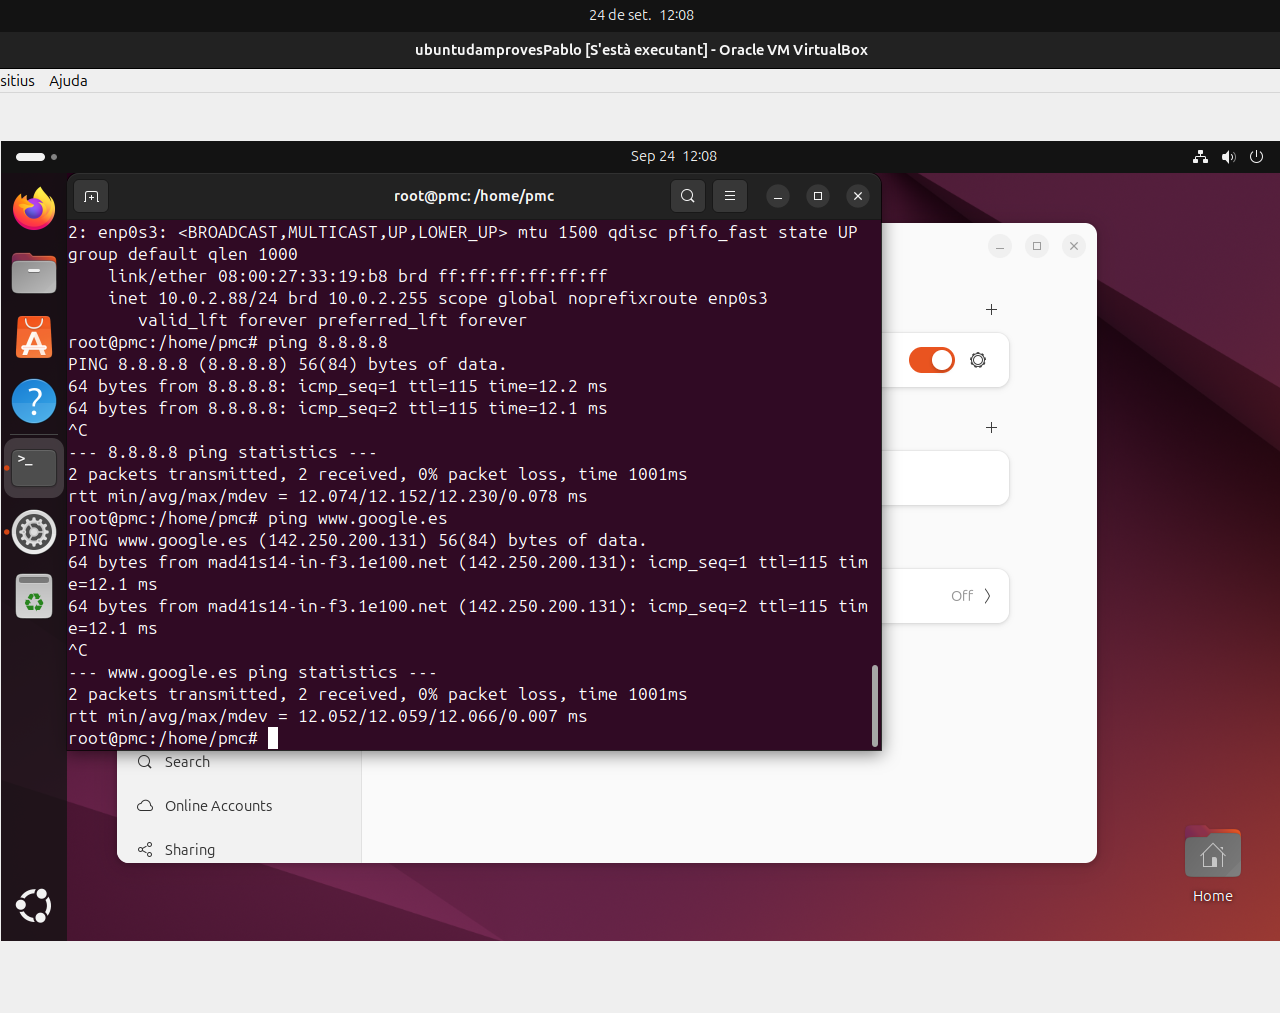 24 de set.  12:08
ubuntudamprovesPablo [S'està executant] - Oracle VM VirtualBox
sitius  Ajuda
Sep 24  12:08
root@pmc: /home/pmc
2: enp0s3: <BROADCAST,MULTICAST,UP,LOWER_UP> mtu 1500 qdisc pfifo_fast state UP
group default qlen 1000
    link/ether 08:00:27:33:19:b8 brd ff:ff:ff:ff:ff:ff
    inet 10.0.2.88/24 brd 10.0.2.255 scope global noprefixroute enp0s3
       valid_lft forever preferred_lft forever
root@pmc:/home/pmc# ping 8.8.8.8
PING 8.8.8.8 (8.8.8.8) 56(84) bytes of data.
64 bytes from 8.8.8.8: icmp_seq=1 ttl=115 time=12.2 ms
64 bytes from 8.8.8.8: icmp_seq=2 ttl=115 time=12.1 ms
^C
--- 8.8.8.8 ping statistics ---
2 packets transmitted, 2 received, 0% packet loss, time 1001ms
rtt min/avg/max/mdev = 12.074/12.152/12.230/0.078 ms
root@pmc:/home/pmc# ping www.google.es
PING www.google.es (142.250.200.131) 56(84) bytes of data.
64 bytes from mad41s14-in-f3.1e100.net (142.250.200.131): icmp_seq=1 ttl=115 tim
e=12.1 ms
64 bytes from mad41s14-in-f3.1e100.net (142.250.200.131): icmp_seq=2 ttl=115 tim
e=12.1 ms
^C
--- www.google.es ping statistics ---
2 packets transmitted, 2 received, 0% packet loss, time 1001ms
rtt min/avg/max/mdev = 12.052/12.059/12.066/0.007 ms
root@pmc:/home/pmc#
Off
Search
Online Accounts
Sharing
Home